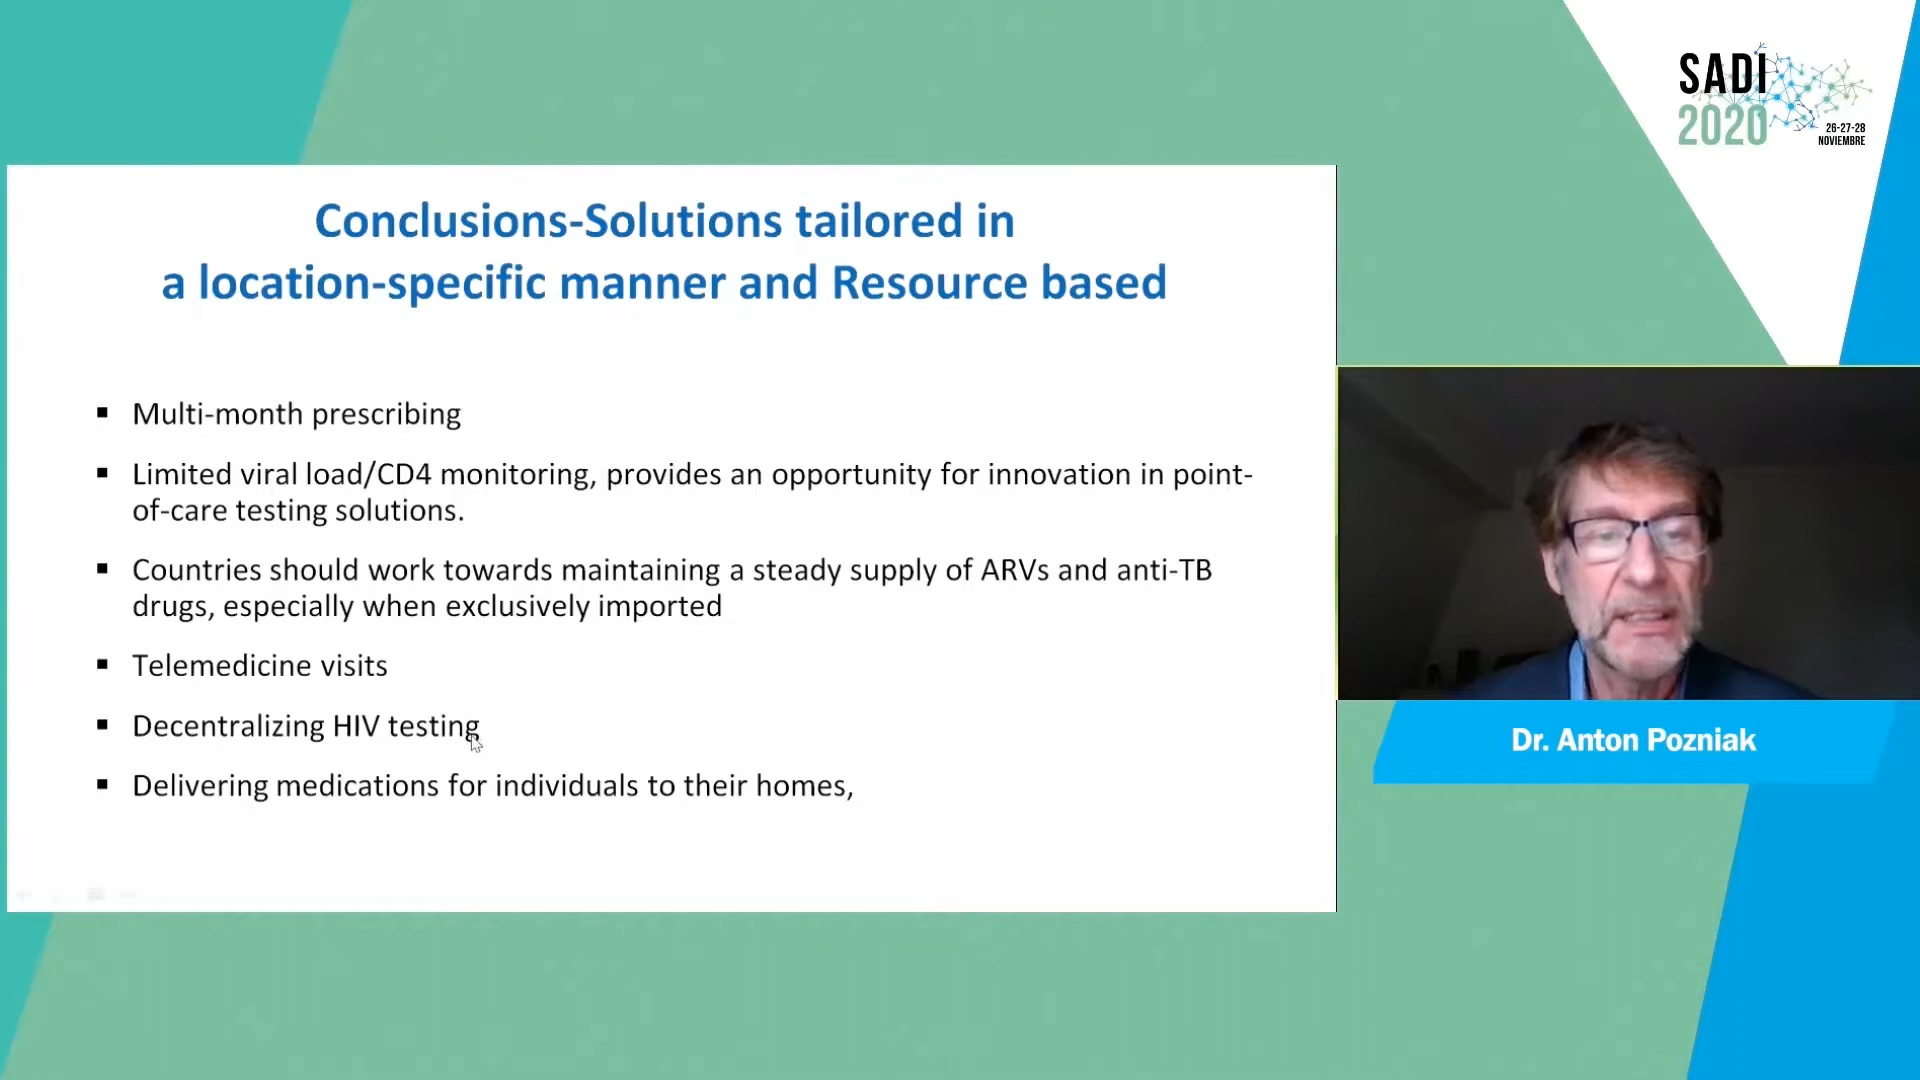 SADI
2020
26-27-28
NOVIEMBRE
Conclusions-Solutions tailored in
a location-specific manner and Resource based
▪ Multi-month prescribing
▪ Limited viral load/CD4 monitoring, provides an opportunity for innovation in point-
of-care testing solutions.
▪ Countries should work towards maintaining a steady supply of ARVs and anti-TB
drugs, especially when exclusively imported
▪ Telemedicine visits
▪ Decentralizing HIV testing
▪ Delivering medications for individuals to their homes,
Dr. Anton Pozniak